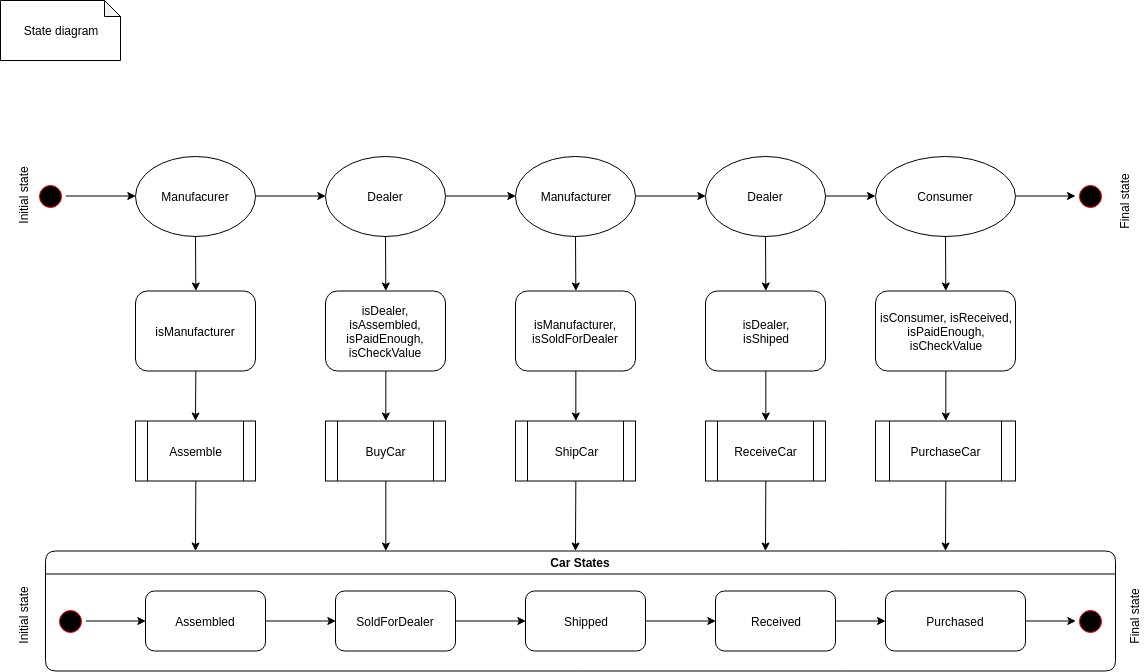 State diagram
Initial state
Manufacurer
Dealer
Manufacturer
Dealer
Consumer
Final state
isManufacturer
isDealer,
isAssembled,
isPaidEnough,
isCheckValue
isManufacturer,
isSoldForDealer
isDealer,
isShiped
isConsumer, isReceived,
isPaidEnough,
isCheckValue
Assemble
BuyCar
ShipCar
ReceiveCar
PurchaseCar
Car States
Initial state
Assembled
SoldForDealer
Shipped
Received
Purchased
Final state